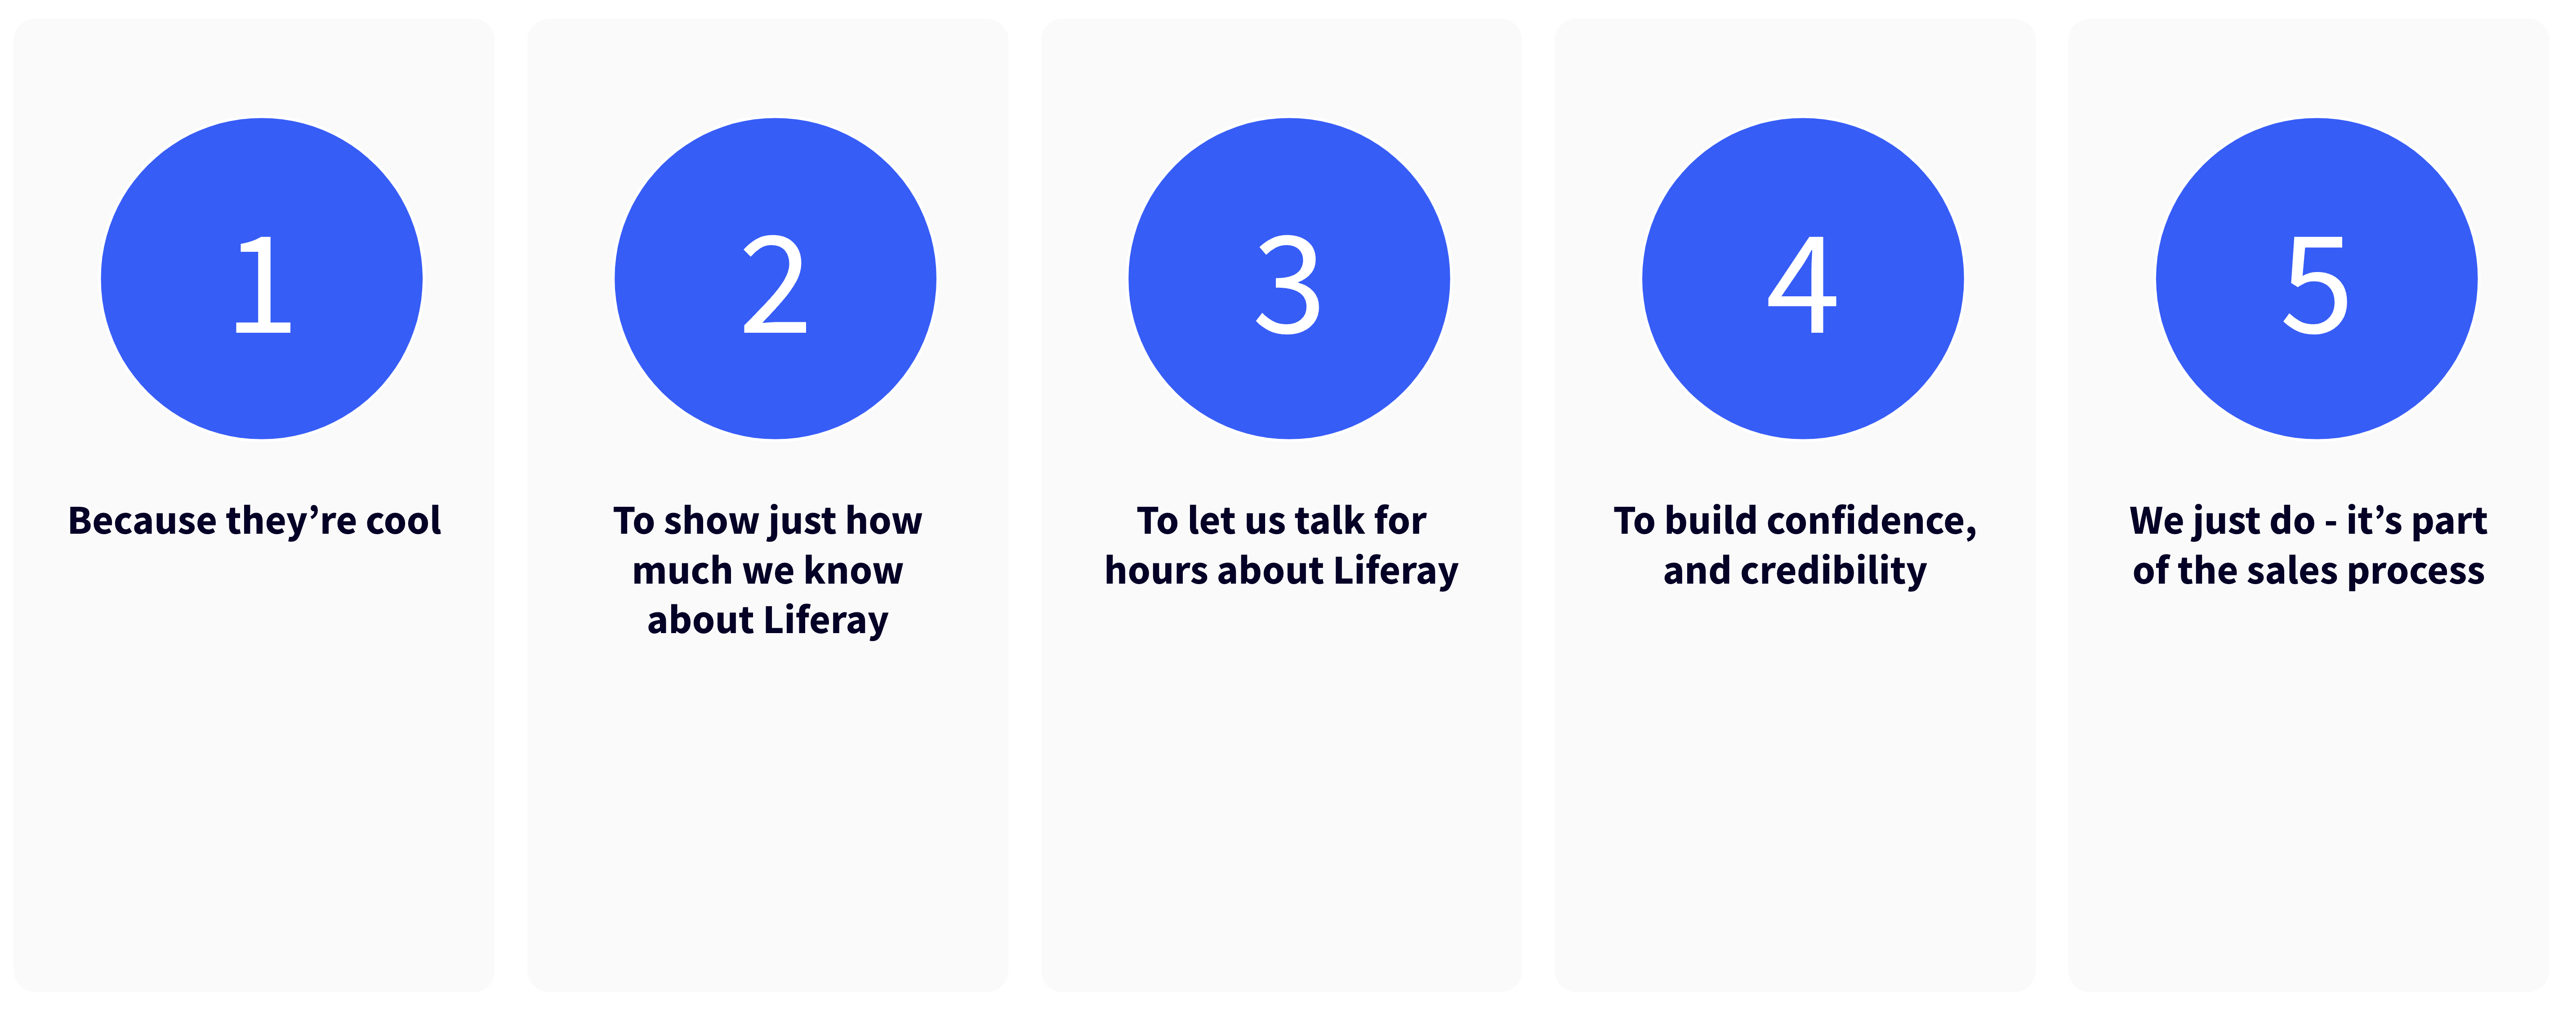 1
Because they’re cool
2
To show just how
much we know
about Liferay
3
To let us talk for
hours about Liferay
4
To build confidence,
and credibility
5
We just do - it’s part
of the sales process